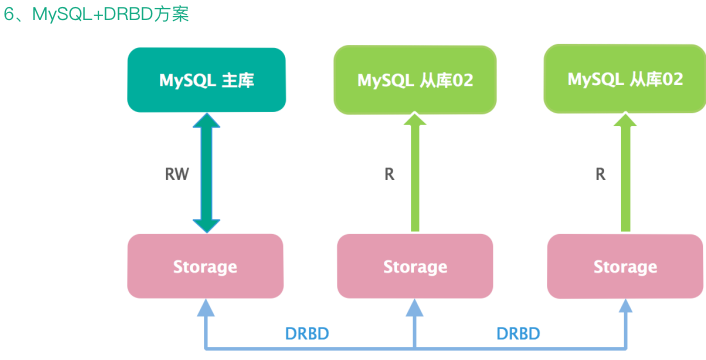 6、MySQL+DRBD方案
MySQL 主库
MySQL 从库02
MySQL 从库02
RW
R
R
Storage
Storage
Storage
DRBD
DRBD